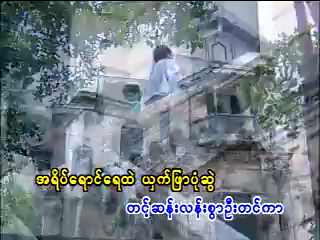 အရိပ်ရောင်ရေထဲ ယှက်ဖြာပုံဆွဲ
တင့်ဆန်းလန်းစွာဦးတင်ကာ